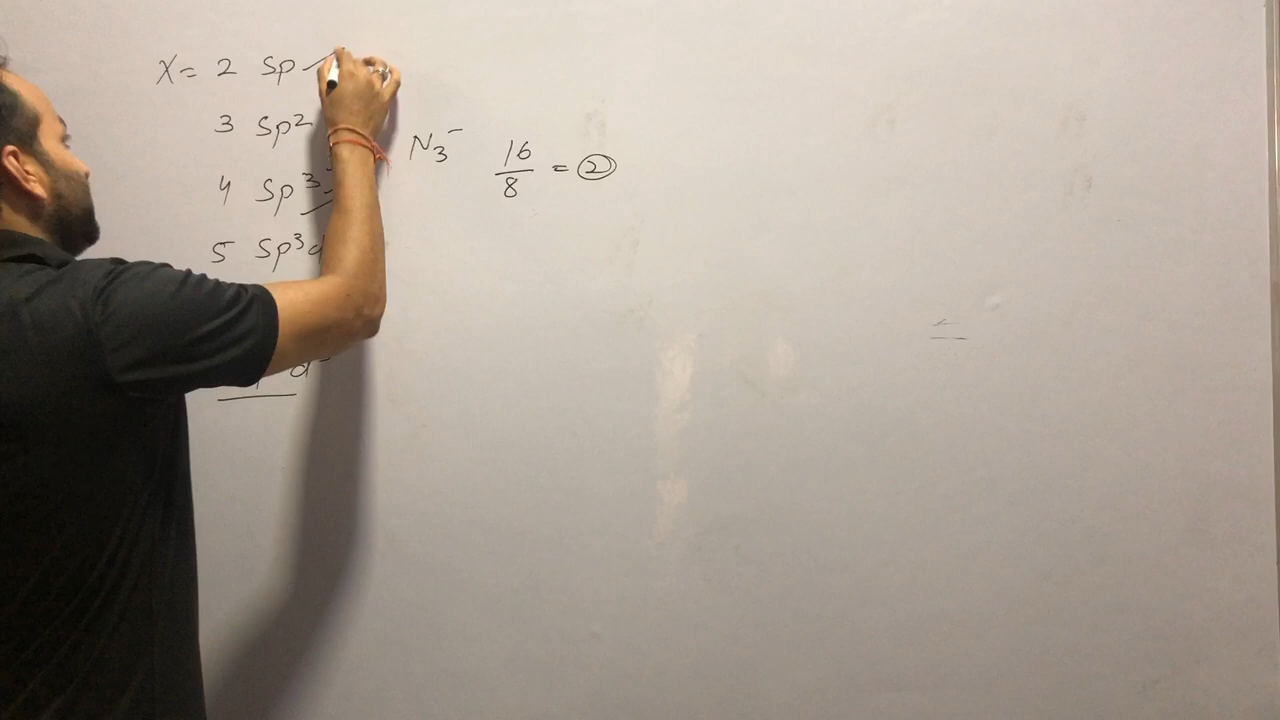 X = 2 sp
3 sp²
4 sp³
5 sp³d
N₃⁻ 16/8 = 2